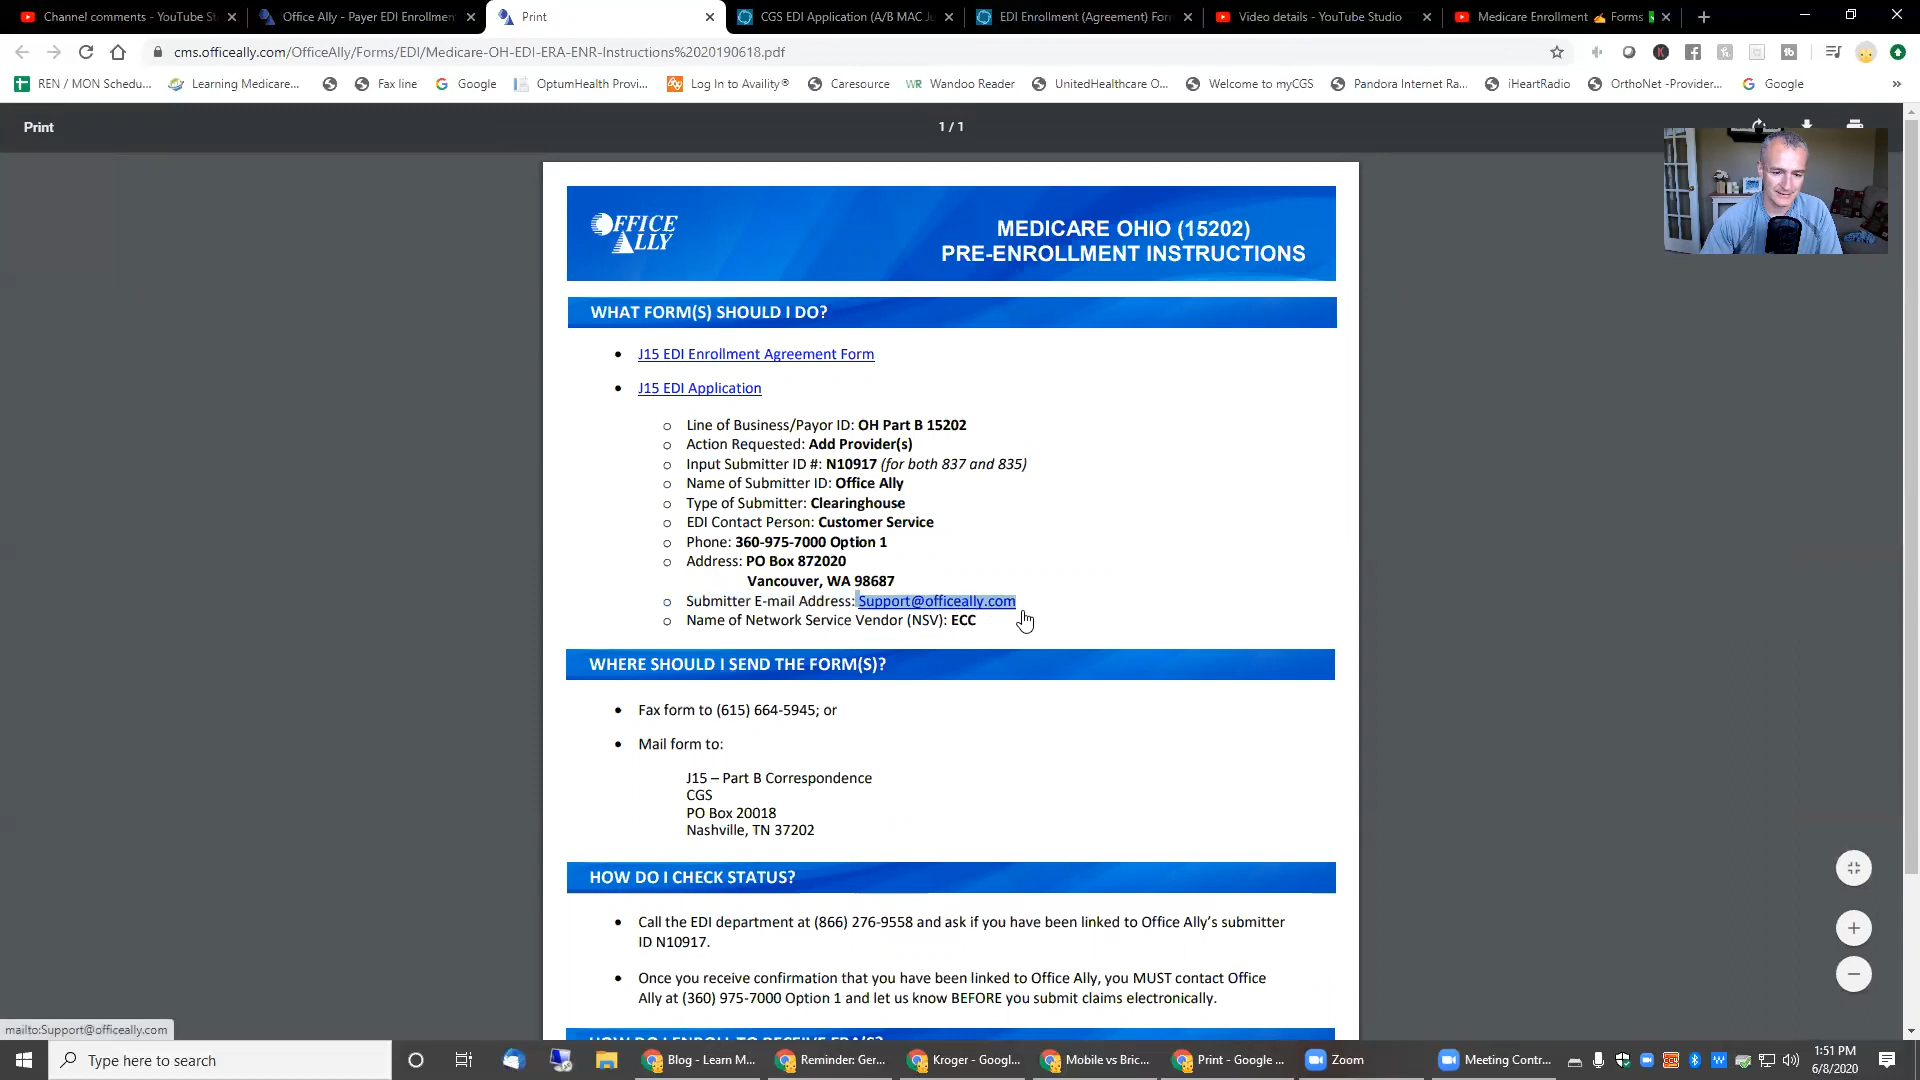 Channel comments - YouTube St
Office Ally - Payer EDI Enrollmen
Print
CGS EDI Application (A/B MAC Ju
EDI Enrollment (Agreement) For
Video details - YouTube Studio
Medicare Enrollment ✍ Forms
cms.officeally.com/OfficeAlly/Forms/EDI/Medicare-OH-EDI-ERA-ENR-Instructions%2020190618.pdf
REN / MON Schedu...
Learning Medicare...
Fax line
Google
OptumHealth Provi...
Log In to Availity®
Caresource
WR Wandoo Reader
UnitedHealthcare O...
Welcome to myCGS
Pandora Internet Ra...
iHeartRadio
OrthoNet -Provider...
Google
»
Print
1 / 1
OFFICE ALLY
MEDICARE OHIO (15202)
PRE-ENROLLMENT INSTRUCTIONS
WHAT FORM(S) SHOULD I DO?
• J15 EDI Enrollment Agreement Form
• J15 EDI Application
o Line of Business/Payor ID: OH Part B 15202
o Action Requested: Add Provider(s)
o Input Submitter ID #: N10917 (for both 837 and 835)
o Name of Submitter ID: Office Ally
o Type of Submitter: Clearinghouse
o EDI Contact Person: Customer Service
o Phone: 360-975-7000 Option 1
o Address: PO Box 872020
Vancouver, WA 98687
o Submitter E-mail Address: Support@officeally.com
o Name of Network Service Vendor (NSV): ECC
WHERE SHOULD I SEND THE FORM(S)?
• Fax form to (615) 664-5945; or
• Mail form to:
J15 – Part B Correspondence
CGS
PO Box 20018
Nashville, TN 37202
HOW DO I CHECK STATUS?
• Call the EDI department at (866) 276-9558 and ask if you have been linked to Office Ally's submitter
ID N10917.
• Once you receive confirmation that you have been linked to Office Ally, you MUST contact Office
Ally at (360) 975-7000 Option 1 and let us know BEFORE you submit claims electronically.
HOW DO I ENROLL TO RECEIVE ERA'S?
mailto:Support@officeally.com
Type here to search
Blog - Learn M...
Reminder: Ger...
Kroger - Googl...
Mobile vs Bric...
Print - Google ...
Zoom
Meeting Contr...
1:51 PM
6/8/2020